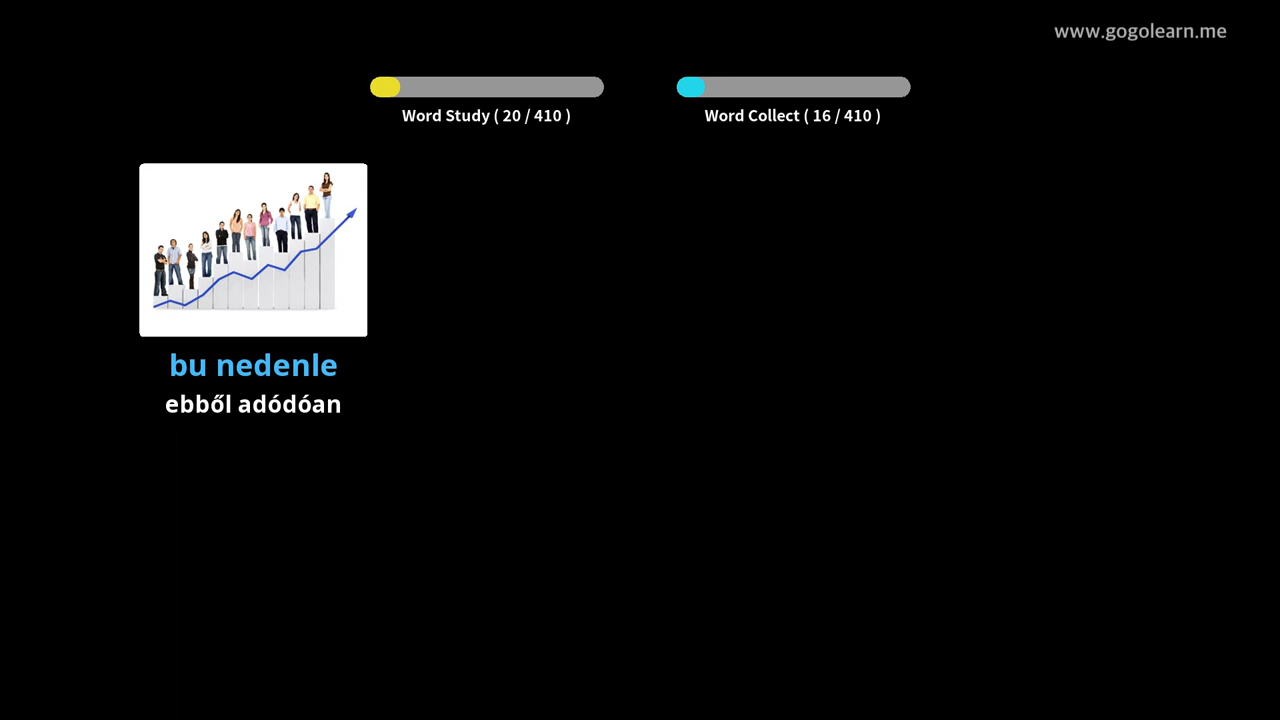 www.gogolearn.me
Word Study ( 20 / 410 )
Word Collect ( 16 / 410 )
bu nedenle
ebből adódóan